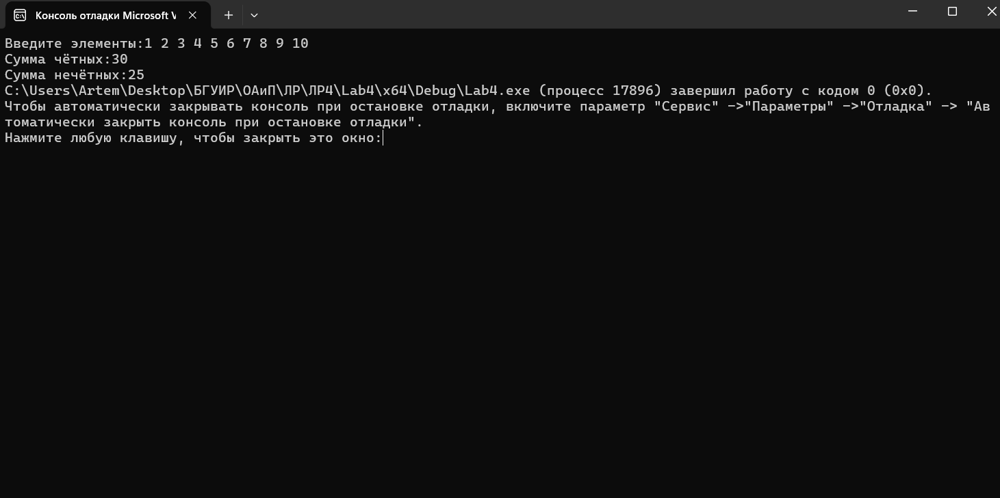 Консоль отладки Microsoft V
Введите элементы:1 2 3 4 5 6 7 8 9 10
Сумма чётных:30
Сумма нечётных:25
C:\Users\Artem\Desktop\БГУИР\ОАиП\ЛР\ЛР4\Lab4\x64\Debug\Lab4.exe (процесс 17896) завершил работу с кодом 0 (0x0).
Чтобы автоматически закрывать консоль при остановке отладки, включите параметр "Сервис" ->"Параметры" ->"Отладка" -> "Ав
томатически закрыть консоль при остановке отладки".
Нажмите любую клавишу, чтобы закрыть это окно: